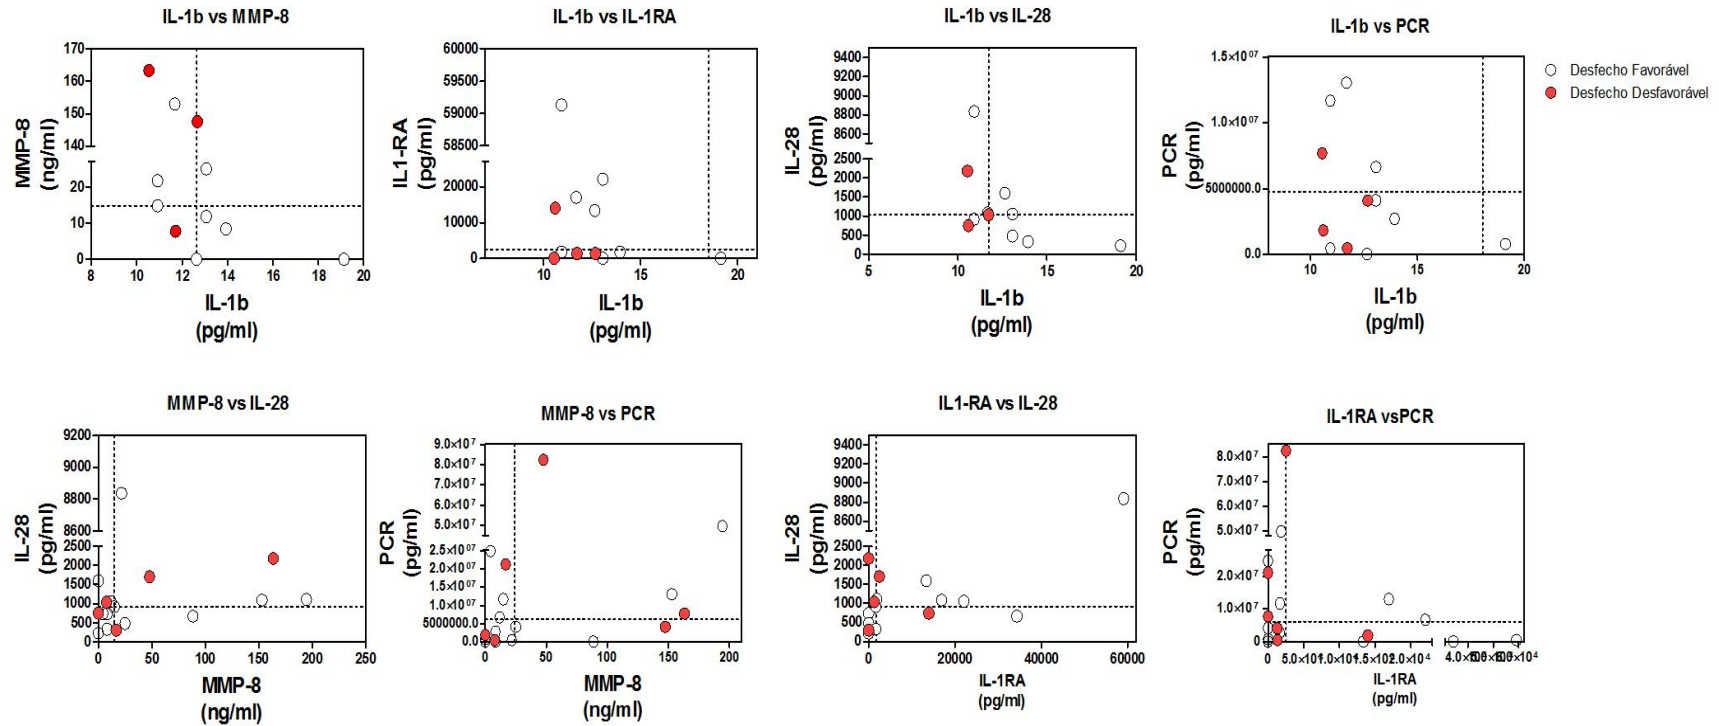 IL-1b vs MMP-8
170
160
150
140
20
10
0
8 10 12 14 16 18 20
MMP-8
(ng/ml)
IL-1b
(pg/ml)
IL-1b vs IL-1RA
60000
59500
59000
58500
20000
10000
0
10 15 20
IL1-RA
(pg/ml)
IL-1b
(pg/ml)
IL-1b vs IL-28
9400
9200
9000
8800
8600
2500
2000
1500
1000
500
0
5 10 15 20
IL-28
(pg/ml)
IL-1b
(pg/ml)
IL-1b vs PCR
1.5×10⁰⁷
1.0×10⁰⁷
5000000.0
0.0
10 15 20
PCR
(pg/ml)
IL-1b
(pg/ml)
Desfecho Favorável
Desfecho Desfavorável
MMP-8 vs IL-28
9200
9000
8800
8600
2500
2000
1500
1000
500
0
0 50 100 150 200 250
IL-28
(pg/ml)
MMP-8
(ng/ml)
MMP-8 vs PCR
9.0×10⁷
8.0×10⁷
7.0×10⁷
6.0×10⁷
5.0×10⁷
2.5×10⁰⁷
2.0×10⁰⁷
1.5×10⁰⁷
1.0×10⁰⁷
5000000.0
0.0
0 50 100 150 200
PCR
(pg/ml)
MMP-8
(ng/ml)
IL1-RA vs IL-28
9400
9200
9000
8800
8600
2500
2000
1500
1000
500
0
0 20000 40000 60000
IL-28
(pg/ml)
IL-1RA
(pg/ml)
IL-1RA vsPCR
8.0×10⁷
7.0×10⁷
6.0×10⁷
5.0×10⁷
2.0×10⁷
1.0×10⁷
0
0
PCR
(pg/ml)
IL-1RA
(pg/ml)